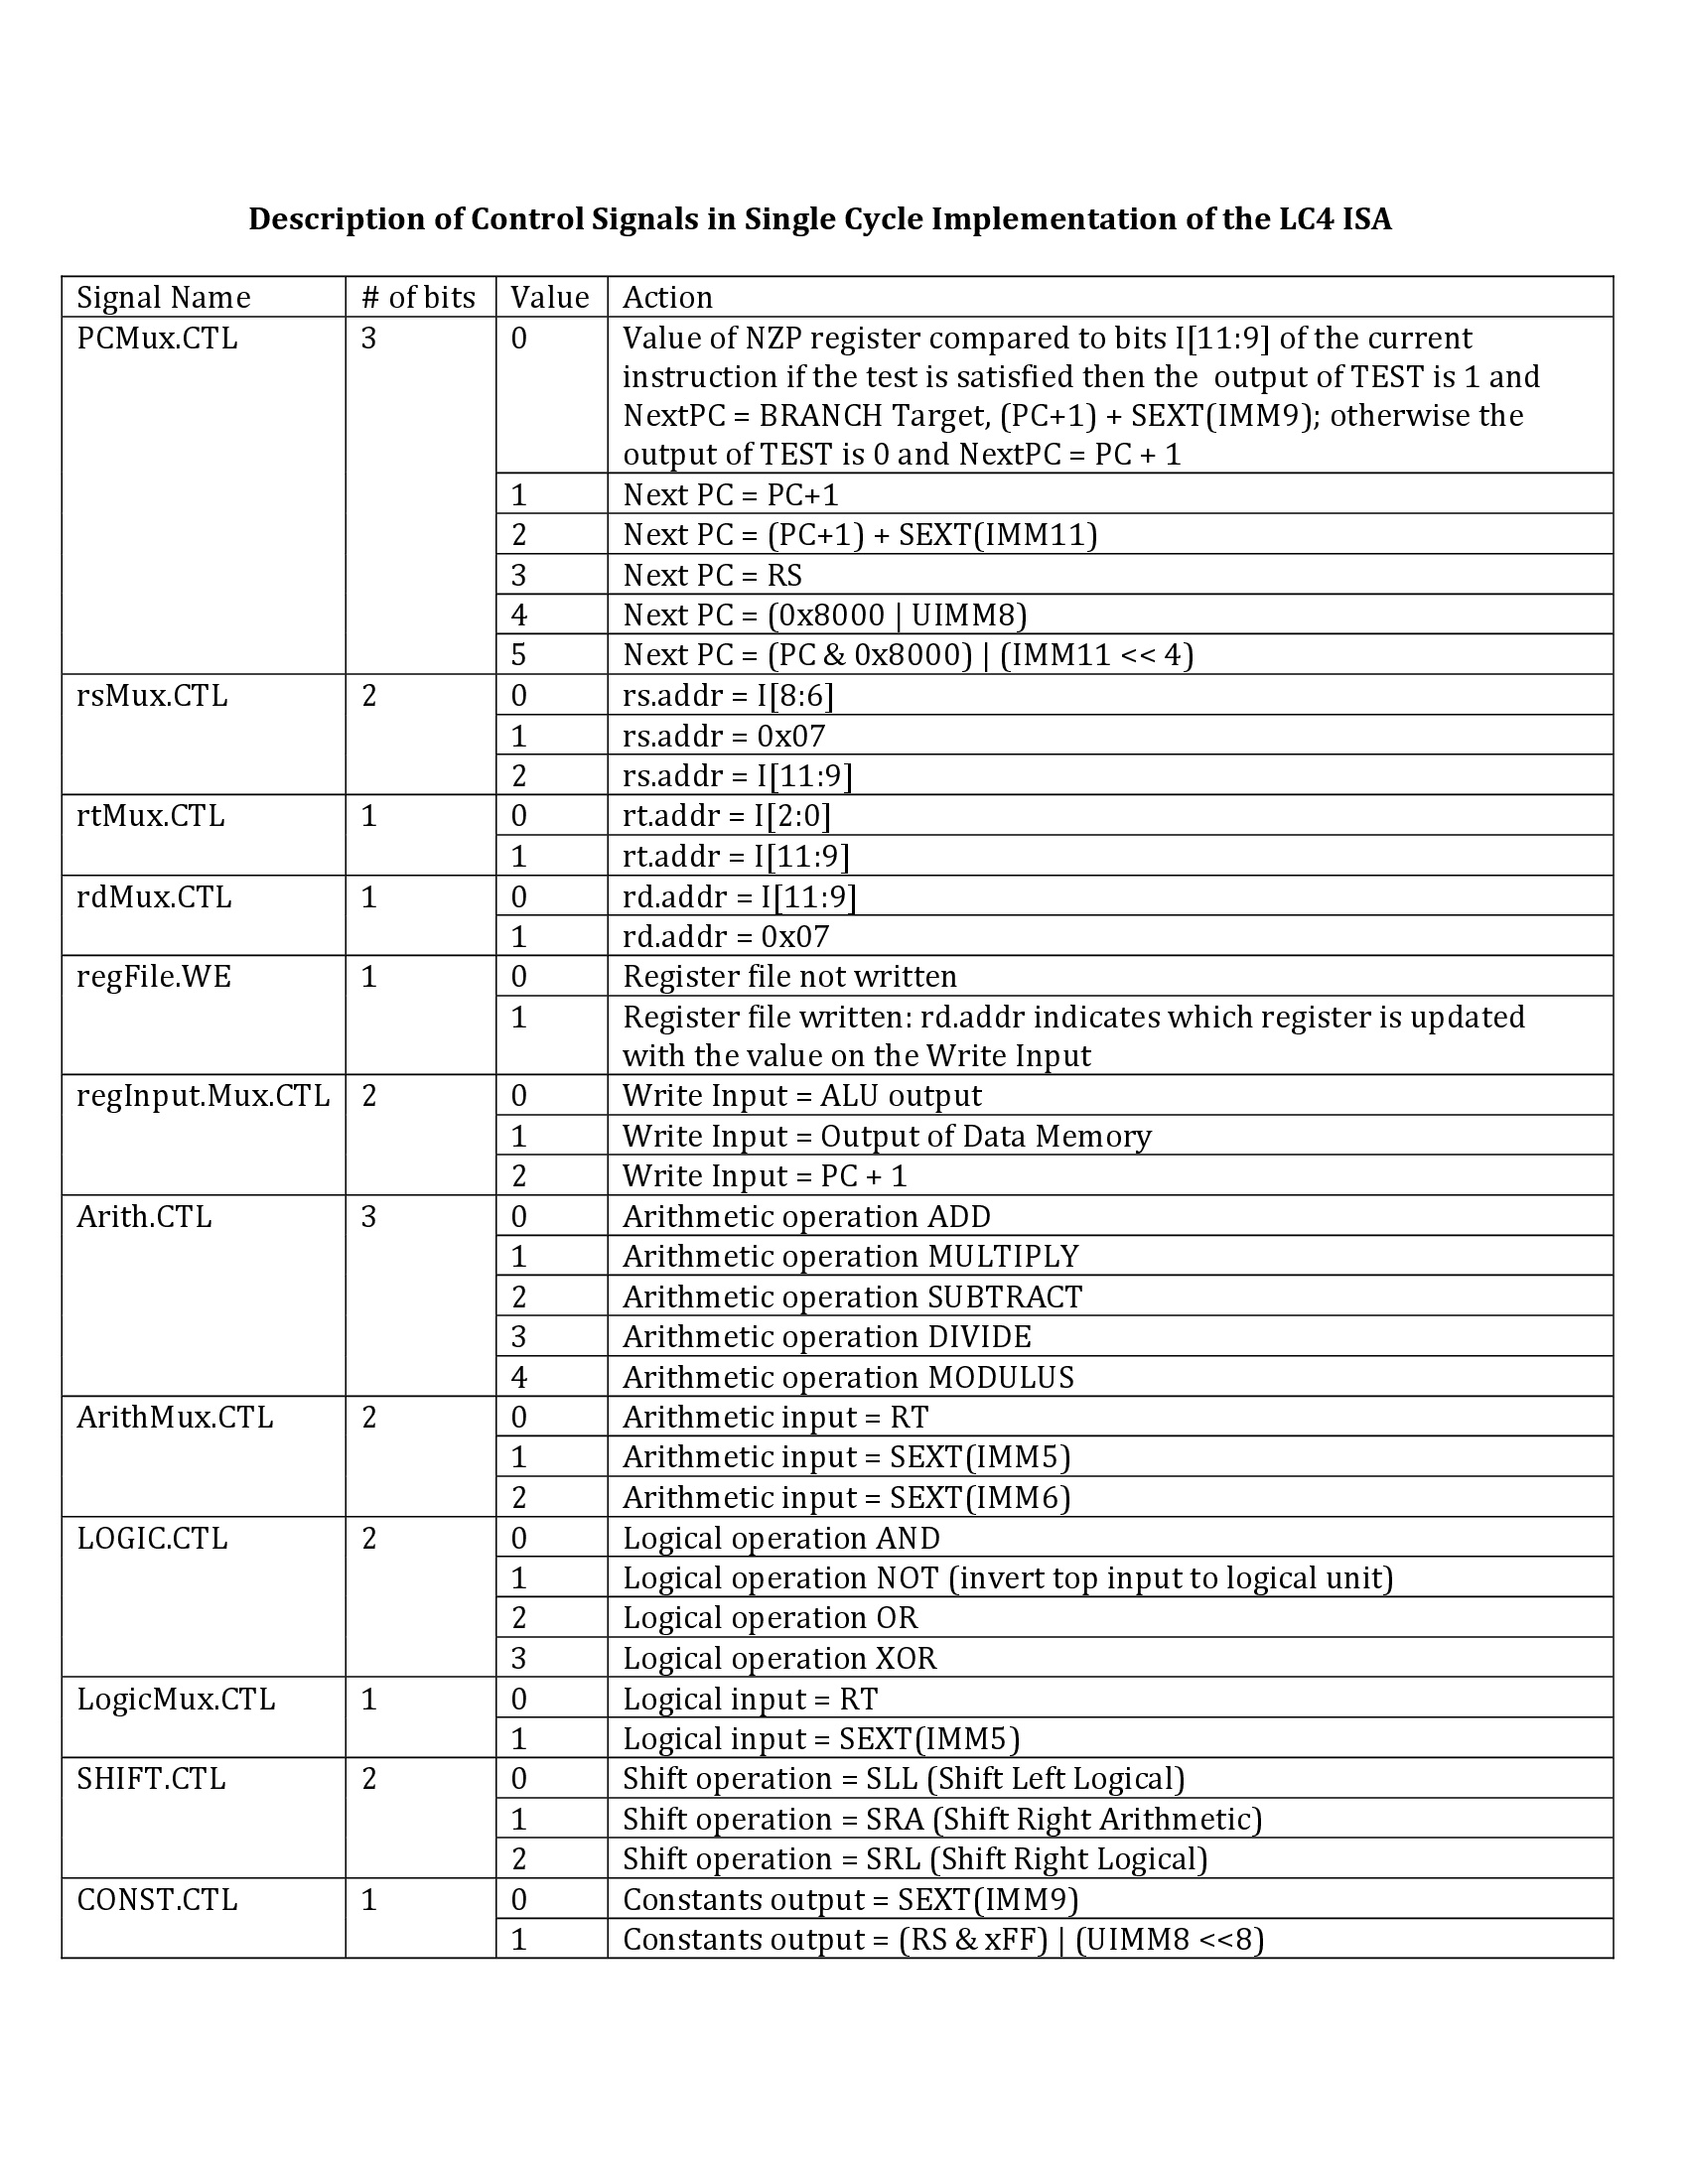 Description of Control Signals in Single Cycle Implementation of the LC4 ISA
Signal Name # of bits Value Action
PCMux.CTL 3 0 Value of NZP register compared to bits I[11:9] of the current
instruction if the test is satisfied then the  output of TEST is 1 and
NextPC = BRANCH Target, (PC+1) + SEXT(IMM9); otherwise the
output of TEST is 0 and NextPC = PC + 1
1 Next PC = PC+1
2 Next PC = (PC+1) + SEXT(IMM11)
3 Next PC = RS
4 Next PC = (0x8000 | UIMM8)
5 Next PC = (PC & 0x8000) | (IMM11 << 4)
rsMux.CTL 2 0 rs.addr = I[8:6]
1 rs.addr = 0x07
2 rs.addr = I[11:9]
rtMux.CTL 1 0 rt.addr = I[2:0]
1 rt.addr = I[11:9]
rdMux.CTL 1 0 rd.addr = I[11:9]
1 rd.addr = 0x07
regFile.WE 1 0 Register file not written
1 Register file written: rd.addr indicates which register is updated
with the value on the Write Input
regInput.Mux.CTL 2 0 Write Input = ALU output
1 Write Input = Output of Data Memory
2 Write Input = PC + 1
Arith.CTL 3 0 Arithmetic operation ADD
1 Arithmetic operation MULTIPLY
2 Arithmetic operation SUBTRACT
3 Arithmetic operation DIVIDE
4 Arithmetic operation MODULUS
ArithMux.CTL 2 0 Arithmetic input = RT
1 Arithmetic input = SEXT(IMM5)
2 Arithmetic input = SEXT(IMM6)
LOGIC.CTL 2 0 Logical operation AND
1 Logical operation NOT (invert top input to logical unit)
2 Logical operation OR
3 Logical operation XOR
LogicMux.CTL 1 0 Logical input = RT
1 Logical input = SEXT(IMM5)
SHIFT.CTL 2 0 Shift operation = SLL (Shift Left Logical)
1 Shift operation = SRA (Shift Right Arithmetic)
2 Shift operation = SRL (Shift Right Logical)
CONST.CTL 1 0 Constants output = SEXT(IMM9)
1 Constants output = (RS & xFF) | (UIMM8 <<8)